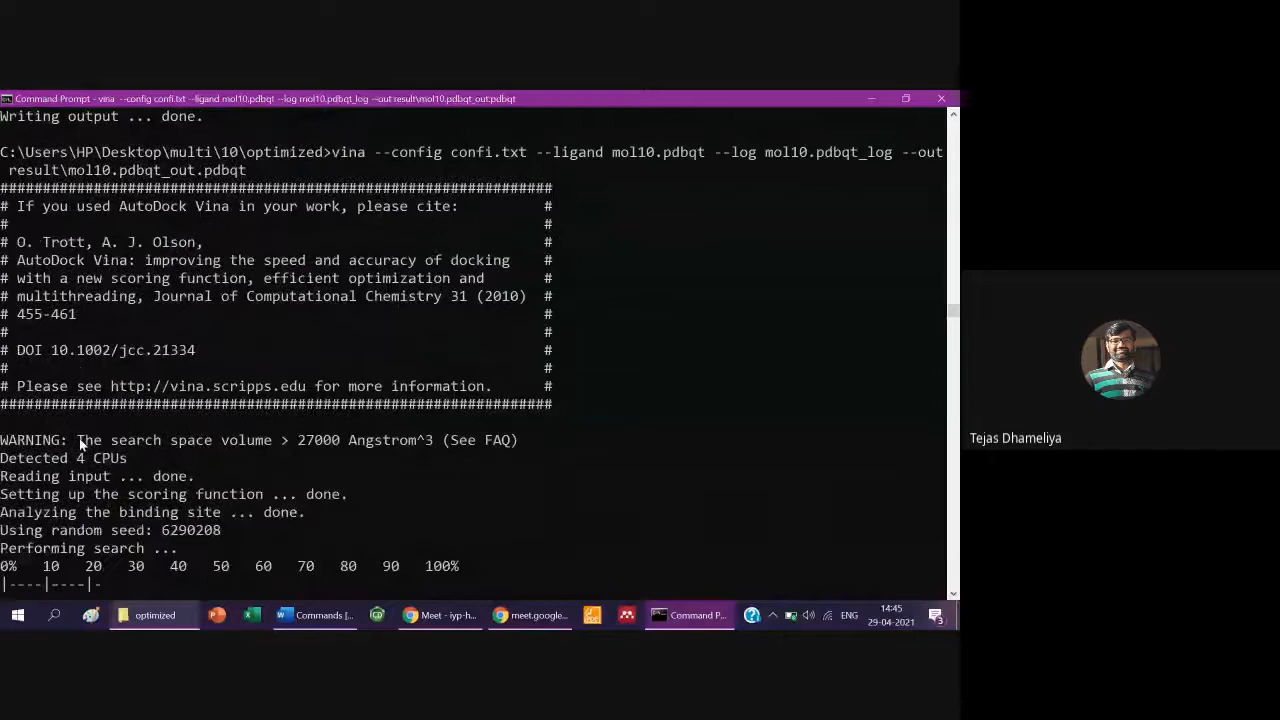 Command Prompt - vina --config confi.txt --ligand mol10.pdbqt --log mol10.pdbqt_log --out result\mol10.pdbqt_out.pdbqt
Writing output ... done.
C:\Users\HP\Desktop\multi\10\optimized>vina --config confi.txt --ligand mol10.pdbqt --log mol10.pdbqt_log --out
result\mol10.pdbqt_out.pdbqt
#################################################################
# If you used AutoDock Vina in your work, please cite: #
# #
# O. Trott, A. J. Olson, #
# AutoDock Vina: improving the speed and accuracy of docking #
# with a new scoring function, efficient optimization and #
# multithreading, Journal of Computational Chemistry 31 (2010) #
# 455-461 #
# #
# DOI 10.1002/jcc.21334 #
# #
# Please see http://vina.scripps.edu for more information. #
#################################################################
WARNING: The search space volume > 27000 Angstrom^3 (See FAQ)
Detected 4 CPUs
Reading input ... done.
Setting up the scoring function ... done.
Analyzing the binding site ... done.
Using random seed: 6290208
Performing search ...
0% 10 20 30 40 50 60 70 80 90 100%
|----|----|-
Tejas Dhameliya
optimized
Commands [...
Meet - iyp-h...
meet.google...
Command P...
ENG
14:45
29-04-2021
3